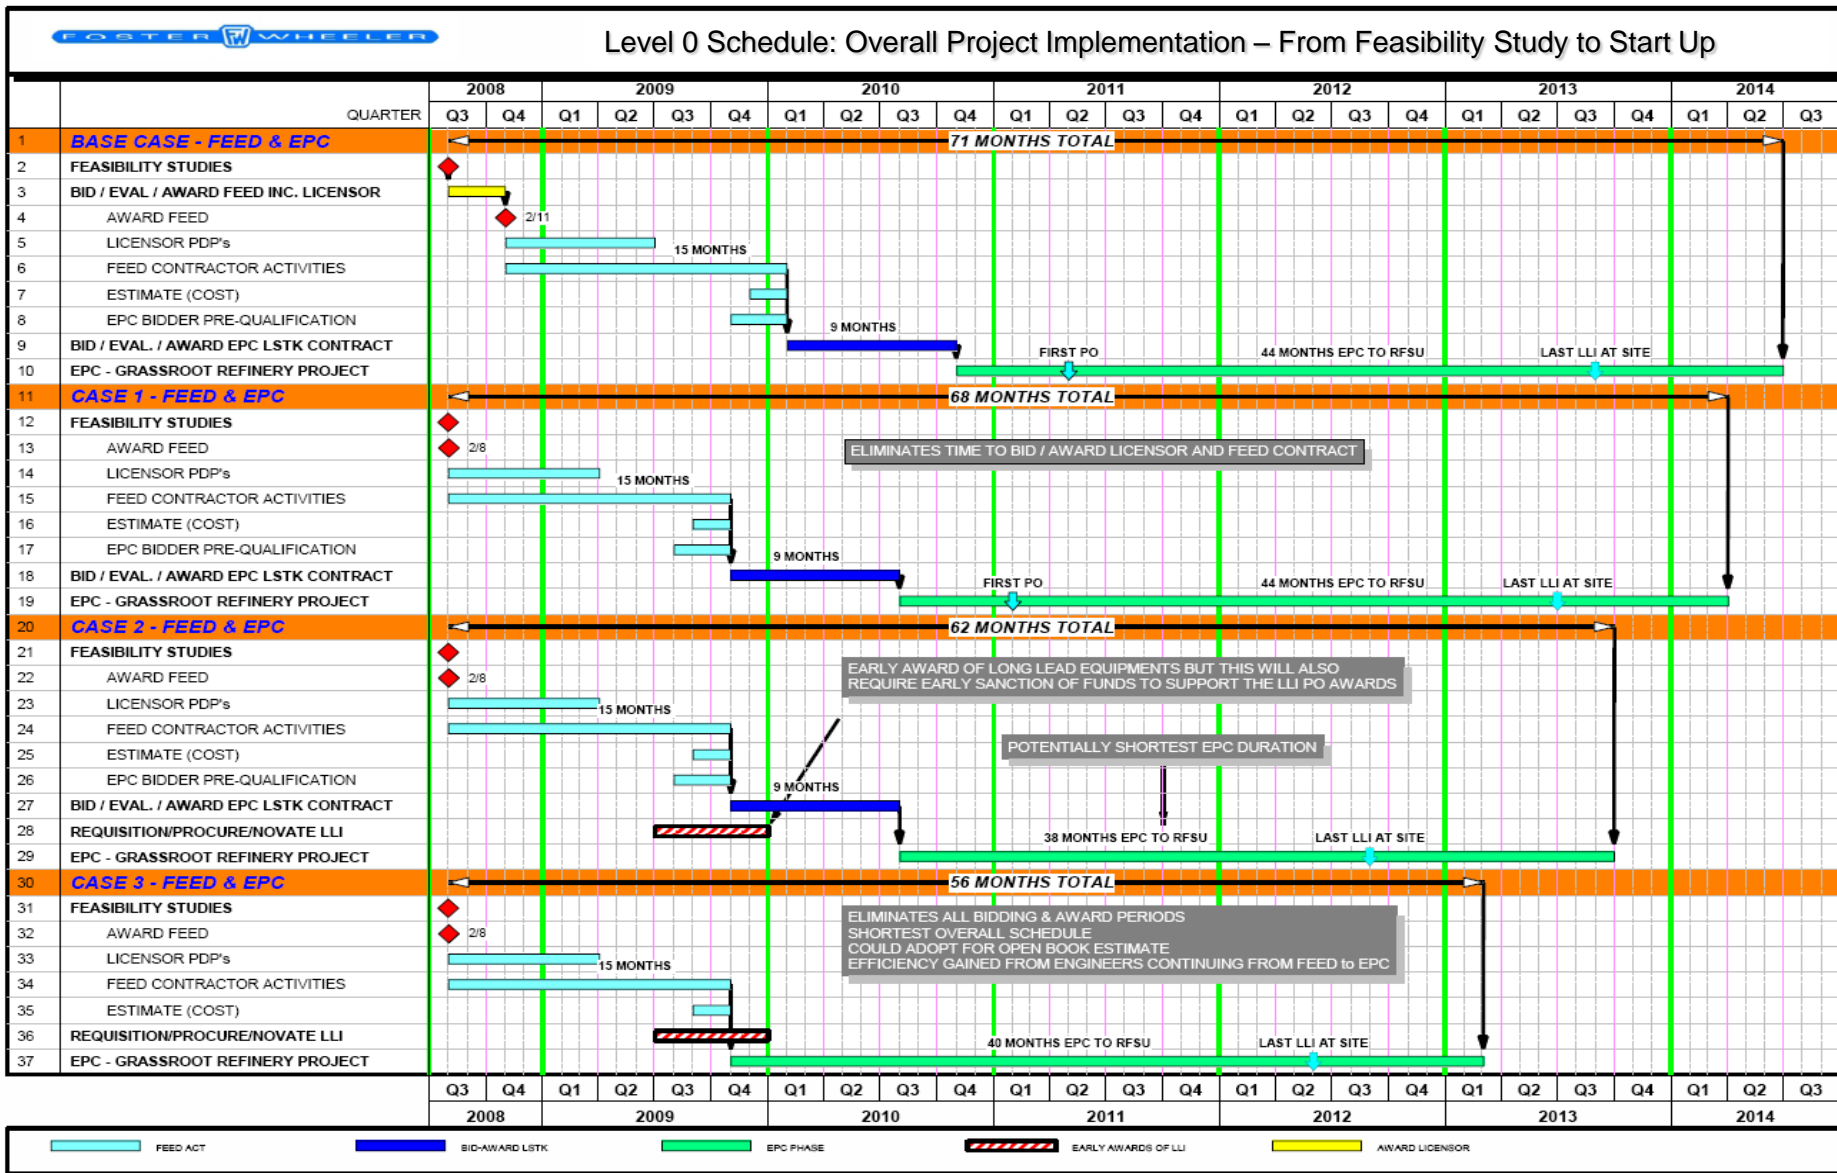 FOSTER FW WHEELER
Level 0 Schedule: Overall Project Implementation – From Feasibility Study to Start Up
2008 2009 2010 2011 2012 2013 2014
QUARTER Q3 Q4 Q1 Q2 Q3 Q4 Q1 Q2 Q3 Q4 Q1 Q2 Q3 Q4 Q1 Q2 Q3 Q4 Q1 Q2 Q3 Q4 Q1 Q2 Q3
1 BASE CASE - FEED & EPC 71 MONTHS TOTAL
2 FEASIBILITY STUDIES
3 BID / EVAL / AWARD FEED INC. LICENSOR
4 AWARD FEED 2/11
5 LICENSOR PDP's
15 MONTHS
6 FEED CONTRACTOR ACTIVITIES
7 ESTIMATE (COST)
8 EPC BIDDER PRE-QUALIFICATION
9 MONTHS
9 BID / EVAL. / AWARD EPC LSTK CONTRACT
FIRST PO 44 MONTHS EPC TO RFSU LAST LLI AT SITE
10 EPC - GRASSROOT REFINERY PROJECT
11 CASE 1 - FEED & EPC 68 MONTHS TOTAL
12 FEASIBILITY STUDIES
13 AWARD FEED 2/8
ELIMINATES TIME TO BID / AWARD LICENSOR AND FEED CONTRACT
14 LICENSOR PDP's
15 MONTHS
15 FEED CONTRACTOR ACTIVITIES
16 ESTIMATE (COST)
17 EPC BIDDER PRE-QUALIFICATION
9 MONTHS
18 BID / EVAL. / AWARD EPC LSTK CONTRACT
FIRST PO 44 MONTHS EPC TO RFSU LAST LLI AT SITE
19 EPC - GRASSROOT REFINERY PROJECT
20 CASE 2 - FEED & EPC 62 MONTHS TOTAL
21 FEASIBILITY STUDIES
22 AWARD FEED 2/8
EARLY AWARD OF LONG LEAD EQUIPMENTS BUT THIS WILL ALSO
REQUIRE EARLY SANCTION OF FUNDS TO SUPPORT THE LLI PO AWARDS
23 LICENSOR PDP's
15 MONTHS
24 FEED CONTRACTOR ACTIVITIES
25 ESTIMATE (COST)
POTENTIALLY SHORTEST EPC DURATION
26 EPC BIDDER PRE-QUALIFICATION
9 MONTHS
27 BID / EVAL. / AWARD EPC LSTK CONTRACT
28 REQUISITION/PROCURE/NOVATE LLI
38 MONTHS EPC TO RFSU LAST LLI AT SITE
29 EPC - GRASSROOT REFINERY PROJECT
30 CASE 3 - FEED & EPC 56 MONTHS TOTAL
31 FEASIBILITY STUDIES
32 AWARD FEED 2/8
ELIMINATES ALL BIDDING & AWARD PERIODS
SHORTEST OVERALL SCHEDULE
COULD ADOPT FOR OPEN BOOK ESTIMATE
EFFICIENCY GAINED FROM ENGINEERS CONTINUING FROM FEED to EPC
33 LICENSOR PDP's
15 MONTHS
34 FEED CONTRACTOR ACTIVITIES
35 ESTIMATE (COST)
36 REQUISITION/PROCURE/NOVATE LLI
40 MONTHS EPC TO RFSU LAST LLI AT SITE
37 EPC - GRASSROOT REFINERY PROJECT
Q3 Q4 Q1 Q2 Q3 Q4 Q1 Q2 Q3 Q4 Q1 Q2 Q3 Q4 Q1 Q2 Q3 Q4 Q1 Q2 Q3 Q4 Q1 Q2 Q3
2008 2009 2010 2011 2012 2013 2014
FEED ACT BID-AWARD LSTK EPC PHASE EARLY AWARDS OF LLI AWARD LICENSOR